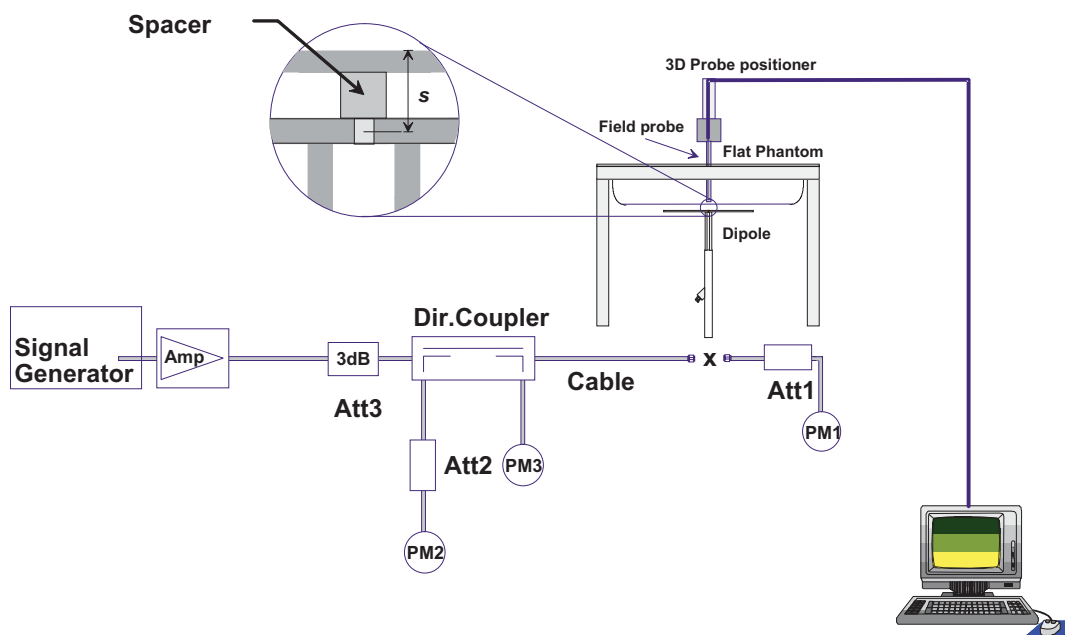 Spacer
s
3D Probe positioner
Field probe
Flat Phantom
Dipole
Dir.Coupler
Signal
Generator
Amp
3dB
Cable
x
Att1
Att3
PM1
Att2
PM3
PM2